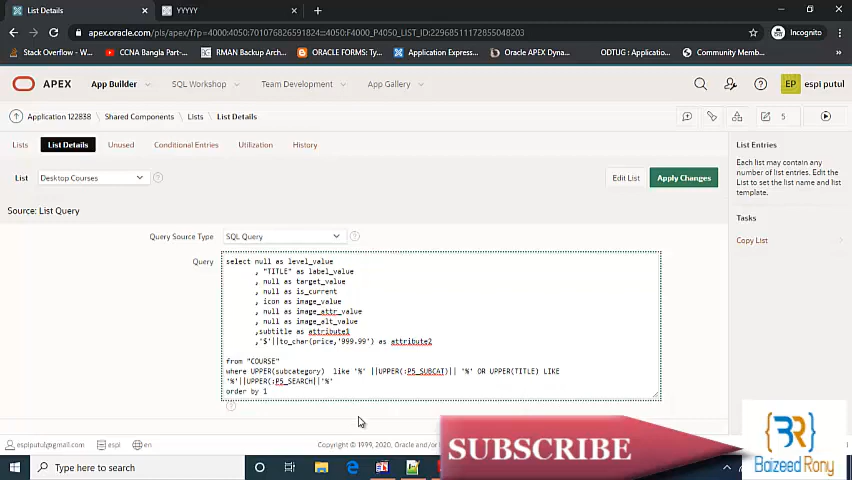 List Details
YYYYY
apex.oracle.com/pls/apex/f?p=4000:4050:701076826591824:::4050:F4000_P4050_LIST_ID:22968511172855048203
Incognito
Stack Overflow - W...
CCNA Bangla Part-...
RMAN Backup Arch...
ORACLE FORMS: Ty...
Application Express...
Oracle APEX Dyna...
ODTUG : Applicatio...
Community Memb...
APEX
App Builder
SQL Workshop
Team Development
App Gallery
EP
espi putul
Application 122838
Shared Components
Lists
List Details
5
Lists
List Details
Unused
Conditional Entries
Utilization
History
List
Desktop Courses
Edit List
Apply Changes
Source: List Query
Query Source Type
SQL Query
Query
select null as level_value
, "TITLE" as label_value
, null as target_value
, null as is_current
, icon as image_value
, null as image_attr_value
, null as image_alt_value
,subtitle as attribute1
,'$'||to_char(price,'999.99') as attribute2
from "COURSE"
where UPPER(subcategory) like '%' ||UPPER(:P5_SUBCAT)|| '%' OR UPPER(TITLE) LIKE
'%'||UPPER(:P5_SEARCH||'%'
order by 1
List Entries
Each list may contain any
number of list entries. Edit the
List to set the list name and list
template.
Tasks
Copy List
espiputul@gmail.com
espi
en
Copyright © 1999, 2020, Oracle and/or
SUBSCRIBE
BR
Baizeed Rony
Type here to search